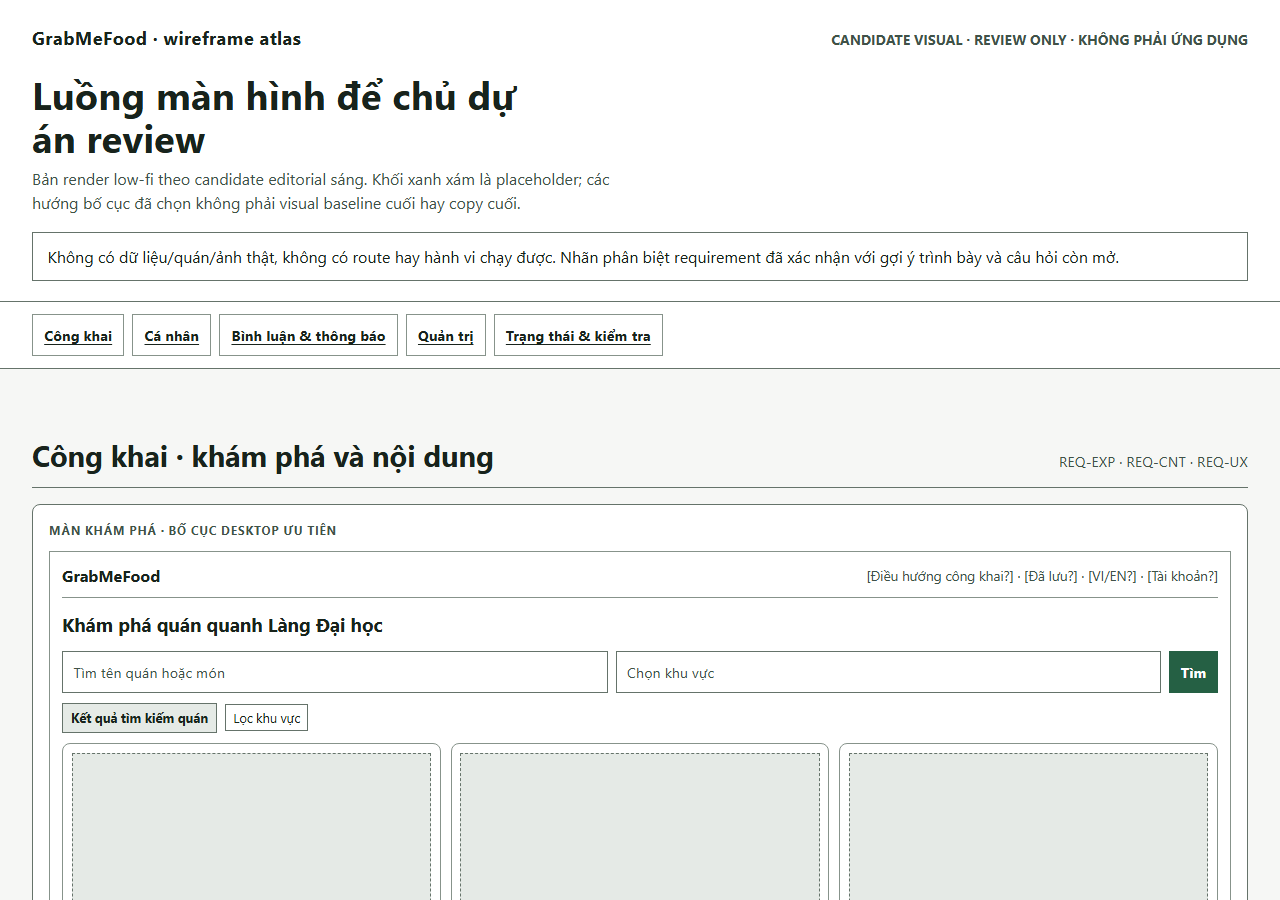 GrabMeFood · wireframe atlas
CANDIDATE VISUAL · REVIEW ONLY · KHÔNG PHẢI ỨNG DỤNG
Luồng màn hình để chủ dự
án review
Bản render low-fi theo candidate editorial sáng. Khối xanh xám là placeholder; các
hướng bố cục đã chọn không phải visual baseline cuối hay copy cuối.
Không có dữ liệu/quán/ảnh thật, không có route hay hành vi chạy được. Nhãn phân biệt requirement đã xác nhận với gợi ý trình bày và câu hỏi còn mở.
Công khai
Cá nhân
Bình luận & thông báo
Quản trị
Trạng thái & kiểm tra
Công khai · khám phá và nội dung
REQ-EXP · REQ-CNT · REQ-UX
MÀN KHÁM PHÁ · BỐ CỤC DESKTOP ƯU TIÊN
GrabMeFood
[Điều hướng công khai?] · [Đã lưu?] · [VI/EN?] · [Tài khoản?]
Khám phá quán quanh Làng Đại học
Tìm tên quán hoặc món
Chọn khu vực
Tìm
Kết quả tìm kiếm quán
Lọc khu vực